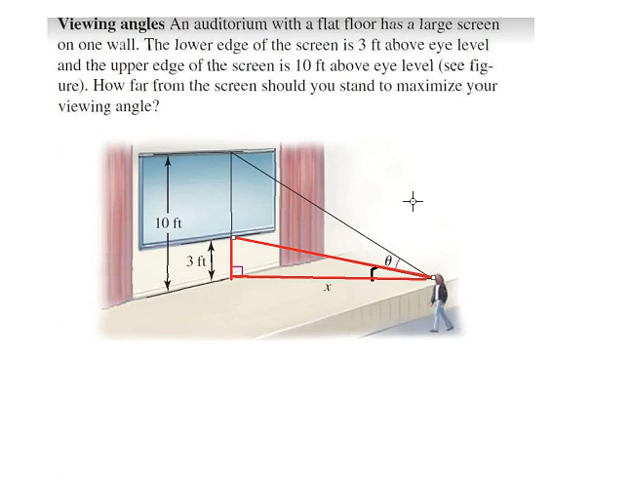 Viewing angles An auditorium with a flat floor has a large screen
on one wall. The lower edge of the screen is 3 ft above eye level
and the upper edge of the screen is 10 ft above eye level (see fig-
ure). How far from the screen should you stand to maximize your
viewing angle?
10 ft
3 ft
θ
x